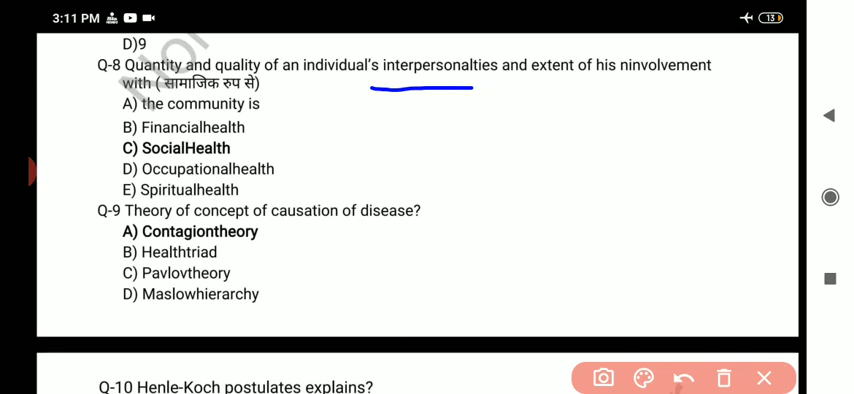 3:11 PM
13
D)9
Q-8 Quantity and quality of an individual's interpersonalties and extent of his ninvolvement
with ( सामाजिक रुप से)
A) the community is
B) Financialhealth
C) SocialHealth
D) Occupationalhealth
E) Spiritualhealth
Q-9 Theory of concept of causation of disease?
A) Contagiontheory
B) Healthtriad
C) Pavlovtheory
D) Maslowhierarchy
Q-10 Henle-Koch postulates explains?